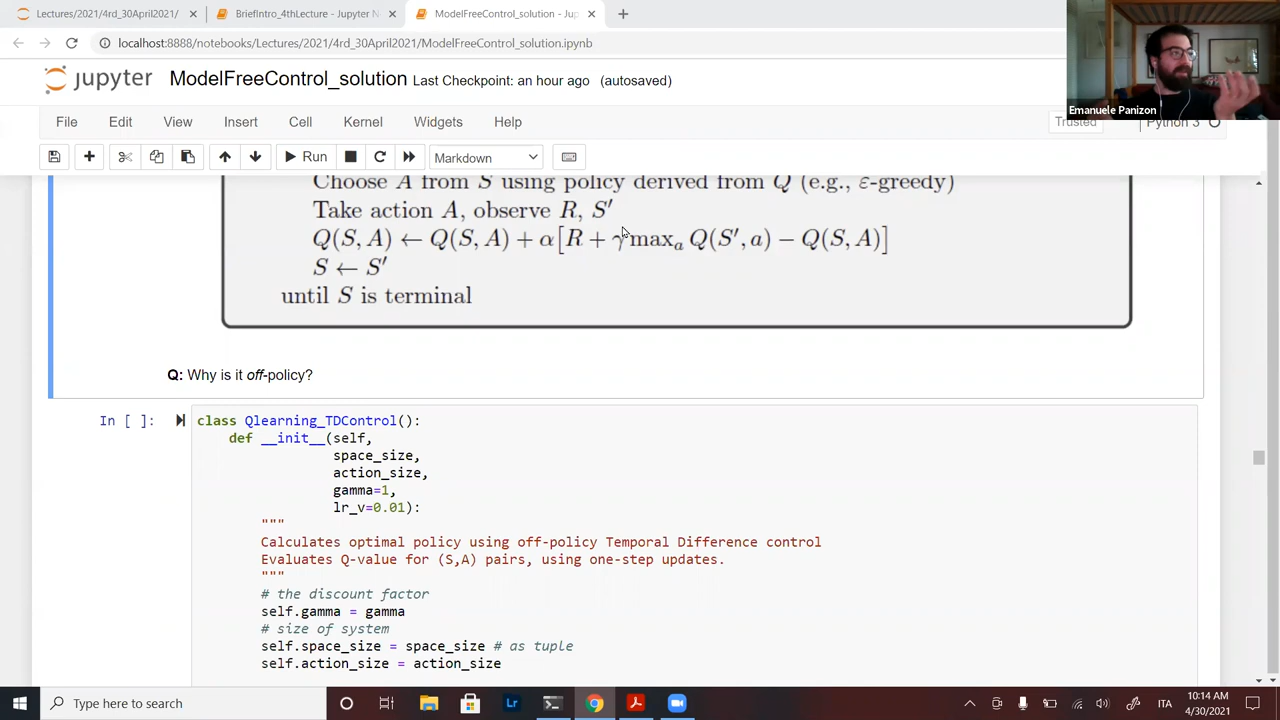 Lectures/2021/4rd_30April2021/
BriefIntro_4thLecture - Jupyter N
ModelFreeControl_solution - Jup
localhost:8888/notebooks/Lectures/2021/4rd_30April2021/ModelFreeControl_solution.ipynb
Emanuele Panizon
jupyter ModelFreeControl_solution Last Checkpoint: an hour ago (autosaved)
File Edit View Insert Cell Kernel Widgets Help Trusted Python 3
Run Markdown
Choose A from S using policy derived from Q (e.g., ε-greedy)
Take action A, observe R, S′
Q(S, A) ← Q(S, A) + α[R + γ max_a Q(S′, a) − Q(S, A)]
S ← S′
until S is terminal
Q: Why is it off-policy?
In [ ]: class Qlearning_TDControl():
def __init__(self,
space_size,
action_size,
gamma=1,
lr_v=0.01):
"""
Calculates optimal policy using off-policy Temporal Difference control
Evaluates Q-value for (S,A) pairs, using one-step updates.
"""
# the discount factor
self.gamma = gamma
# size of system
self.space_size = space_size # as tuple
self.action_size = action_size
Type here to search
Lr
ITA
10:14 AM
4/30/2021